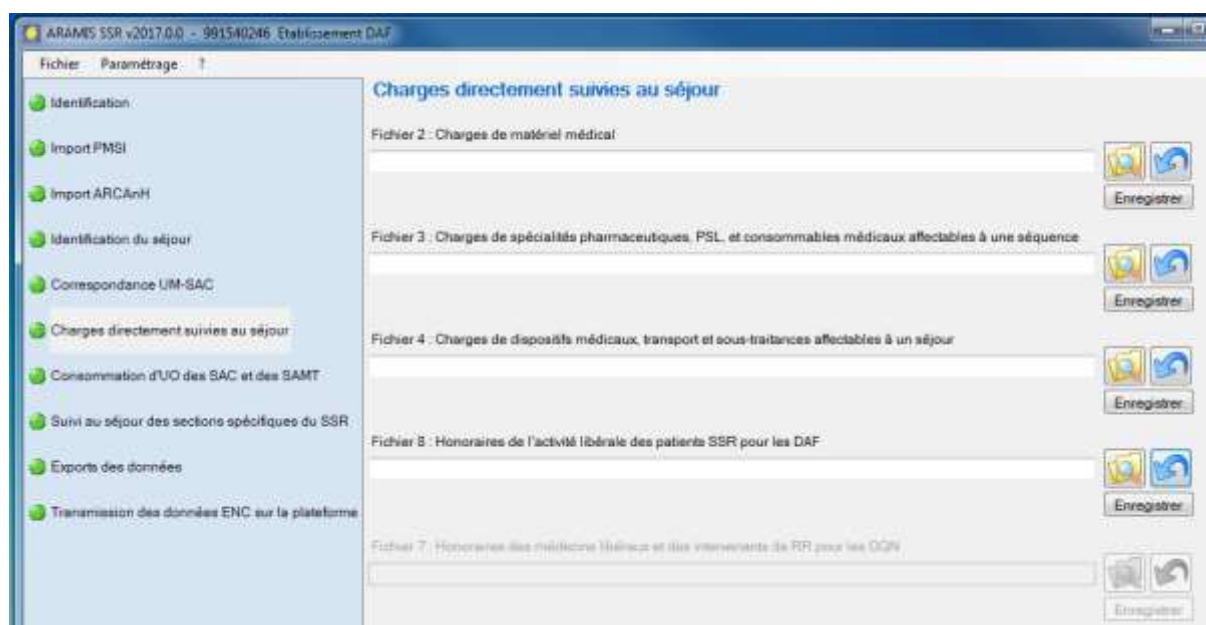 ARAMIS SSR v2017.0.0 - 991540246 Etablissement DAF
Fichier Paramétrage ?
Identification
Import PMSI
Import ARCAnH
Identification du séjour
Correspondance UM-SAC
Charges directement suivies au séjour
Consommation d'UO des SAC et des SAMT
Suivi au séjour des sections spécifiques du SSR
Exports des données
Transmission des données ENC sur la plateforme
Charges directement suivies au séjour
Fichier 2 : Charges de matériel médical
Enregistrer
Fichier 3 : Charges de spécialités pharmaceutiques, PSL, et consommables médicaux affectables à une séquence
Enregistrer
Fichier 4 : Charges de dispositifs médicaux, transport et sous-traitances affectables à un séjour
Enregistrer
Fichier 8 : Honoraires de l'activité libérale des patients SSR pour les DAF
Enregistrer
Fichier 7 : Honoraires des médecins libéraux et des intervenants de RR pour les OQN
Enregistrer